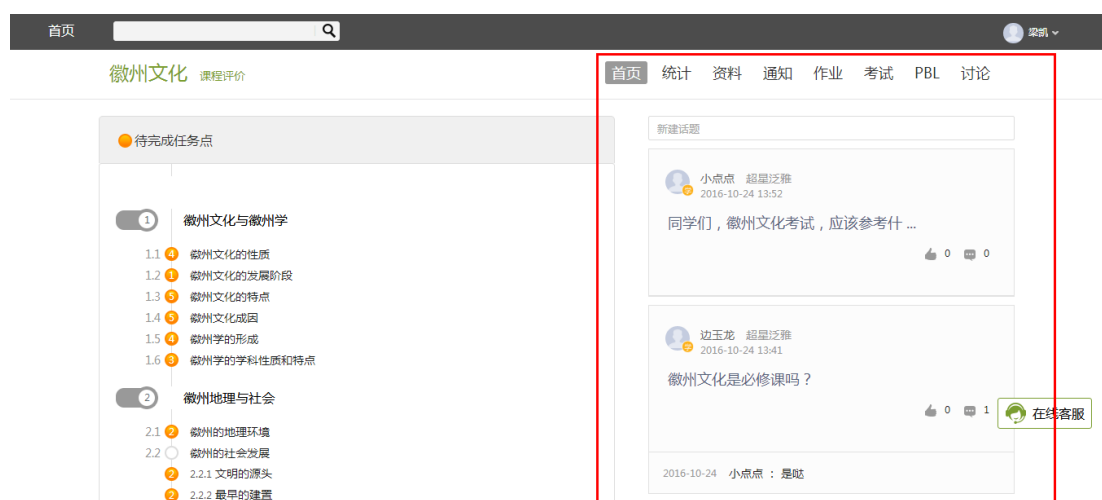 首页
梁凯
徽州文化 课程评价
首页 统计 资料 通知 作业 考试 PBL 讨论
待完成任务点
1 徽州文化与徽州学
1.1 4 徽州文化的性质
1.2 1 徽州文化的发展阶段
1.3 5 徽州文化的特点
1.4 5 徽州文化成因
1.5 4 徽州学的形成
1.6 3 徽州学的学科性质和特点
2 徽州地理与社会
2.1 2 徽州的地理环境
2.2 徽州的社会发展
2 2.2.1 文明的源头
2 2.2.2 最早的建置
新建话题
小点点 超星泛雅
学 2016-10-24 13:52
同学们，徽州文化考试，应该参考什 ...
0 0
边玉龙 超星泛雅
学 2016-10-24 13:41
徽州文化是必修课吗？
0 1
在线客服
2016-10-24 小点点 ： 是哒